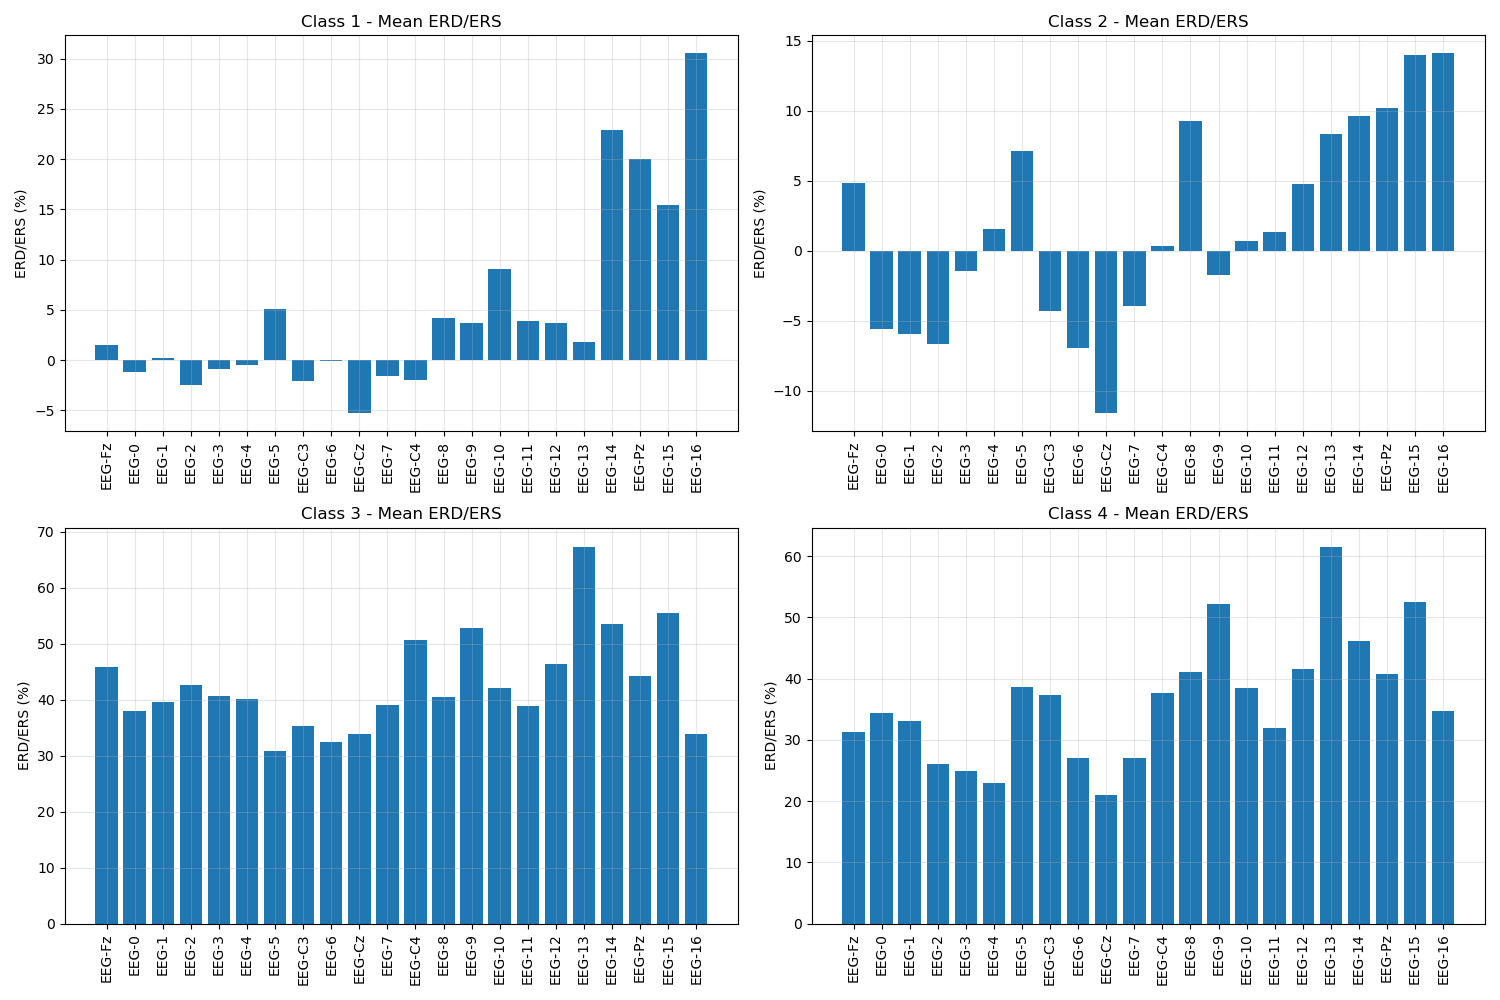 Class 1 - Mean ERD/ERS
ERD/ERS (%)
30
25
20
15
10
5
0
−5
EEG-Fz
EEG-0
EEG-1
EEG-2
EEG-3
EEG-4
EEG-5
EEG-C3
EEG-6
EEG-Cz
EEG-7
EEG-C4
EEG-8
EEG-9
EEG-10
EEG-11
EEG-12
EEG-13
EEG-14
EEG-Pz
EEG-15
EEG-16
Class 2 - Mean ERD/ERS
ERD/ERS (%)
15
10
5
0
−5
−10
EEG-Fz
EEG-0
EEG-1
EEG-2
EEG-3
EEG-4
EEG-5
EEG-C3
EEG-6
EEG-Cz
EEG-7
EEG-C4
EEG-8
EEG-9
EEG-10
EEG-11
EEG-12
EEG-13
EEG-14
EEG-Pz
EEG-15
EEG-16
Class 3 - Mean ERD/ERS
ERD/ERS (%)
70
60
50
40
30
20
10
0
EEG-Fz
EEG-0
EEG-1
EEG-2
EEG-3
EEG-4
EEG-5
EEG-C3
EEG-6
EEG-Cz
EEG-7
EEG-C4
EEG-8
EEG-9
EEG-10
EEG-11
EEG-12
EEG-13
EEG-14
EEG-Pz
EEG-15
EEG-16
Class 4 - Mean ERD/ERS
ERD/ERS (%)
60
50
40
30
20
10
0
EEG-Fz
EEG-0
EEG-1
EEG-2
EEG-3
EEG-4
EEG-5
EEG-C3
EEG-6
EEG-Cz
EEG-7
EEG-C4
EEG-8
EEG-9
EEG-10
EEG-11
EEG-12
EEG-13
EEG-14
EEG-Pz
EEG-15
EEG-16